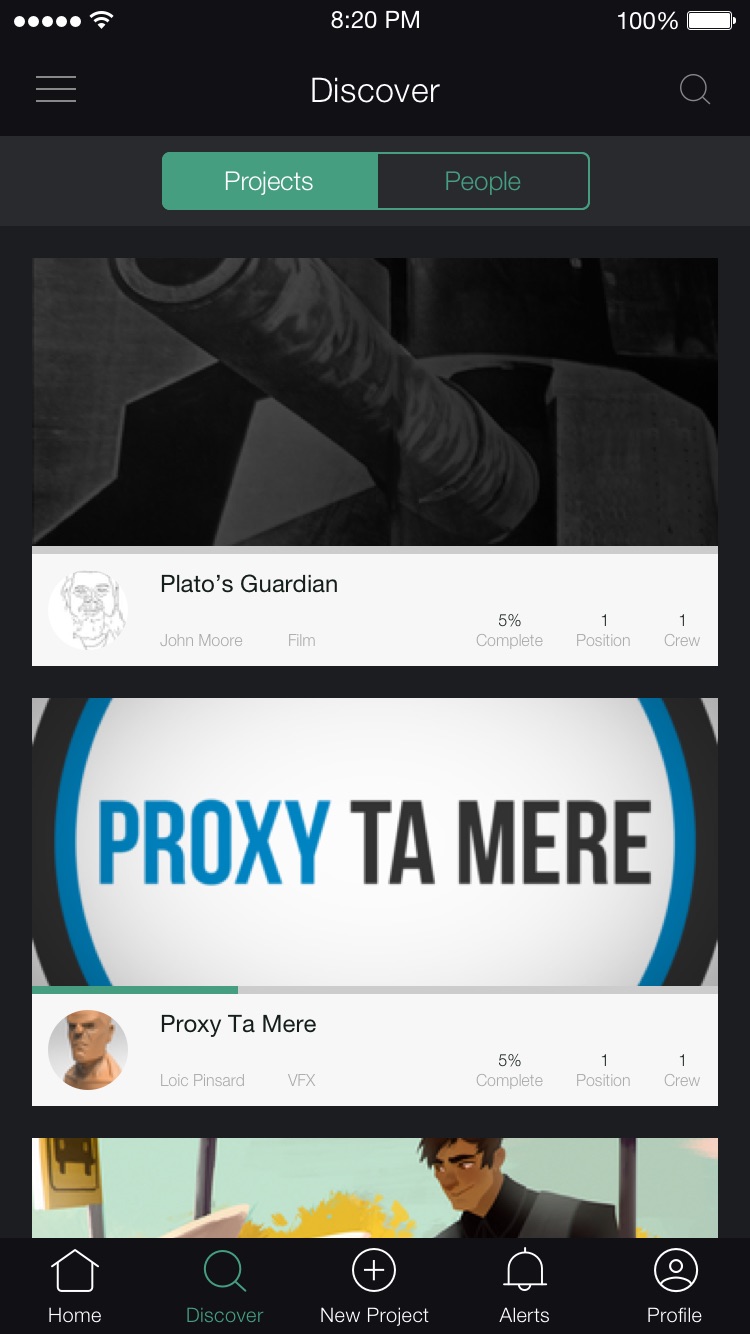 8:20 PM 100%
Discover
Projects People
Plato’s Guardian
5% 1 1
John Moore Film Complete Position Crew
PROXY TA MERE
Proxy Ta Mere
5% 1 1
Loic Pinsard VFX Complete Position Crew
Home Discover New Project Alerts Profile